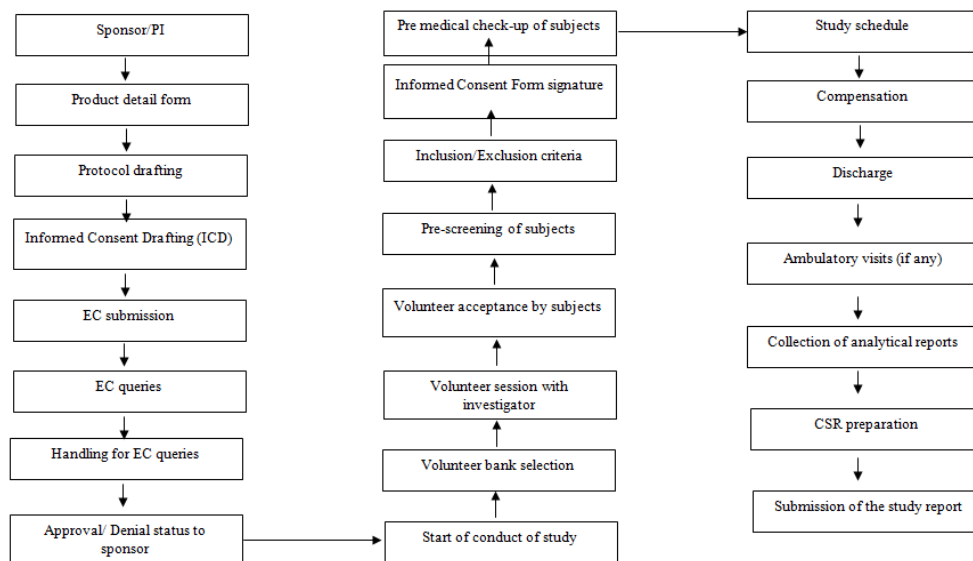 Sponsor/PI
Product detail form
Protocol drafting
Informed Consent Drafting (ICD)
EC submission
EC queries
Handling for EC queries
Approval/ Denial status to
sponsor
Start of conduct of study
Volunteer bank selection
Volunteer session with
investigator
Volunteer acceptance by subjects
Pre-screening of subjects
Inclusion/Exclusion criteria
Informed Consent Form signature
Pre medical check-up of subjects
Study schedule
Compensation
Discharge
Ambulatory visits (if any)
Collection of analytical reports
CSR preparation
Submission of the study report